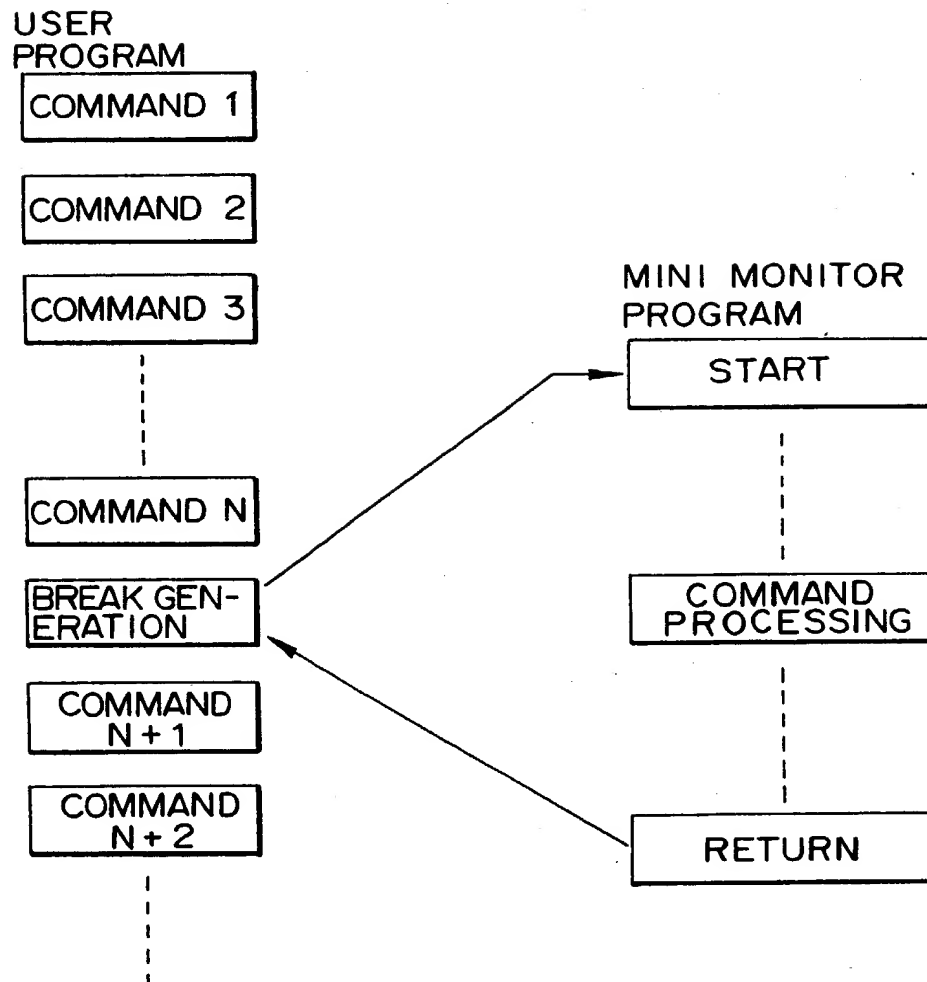 USER
PROGRAM
COMMAND 1
COMMAND 2
COMMAND 3
COMMAND N
BREAK GEN-
ERATION
COMMAND
N+1
COMMAND
N+2
MINI MONITOR
PROGRAM
START
COMMAND
PROCESSING
RETURN